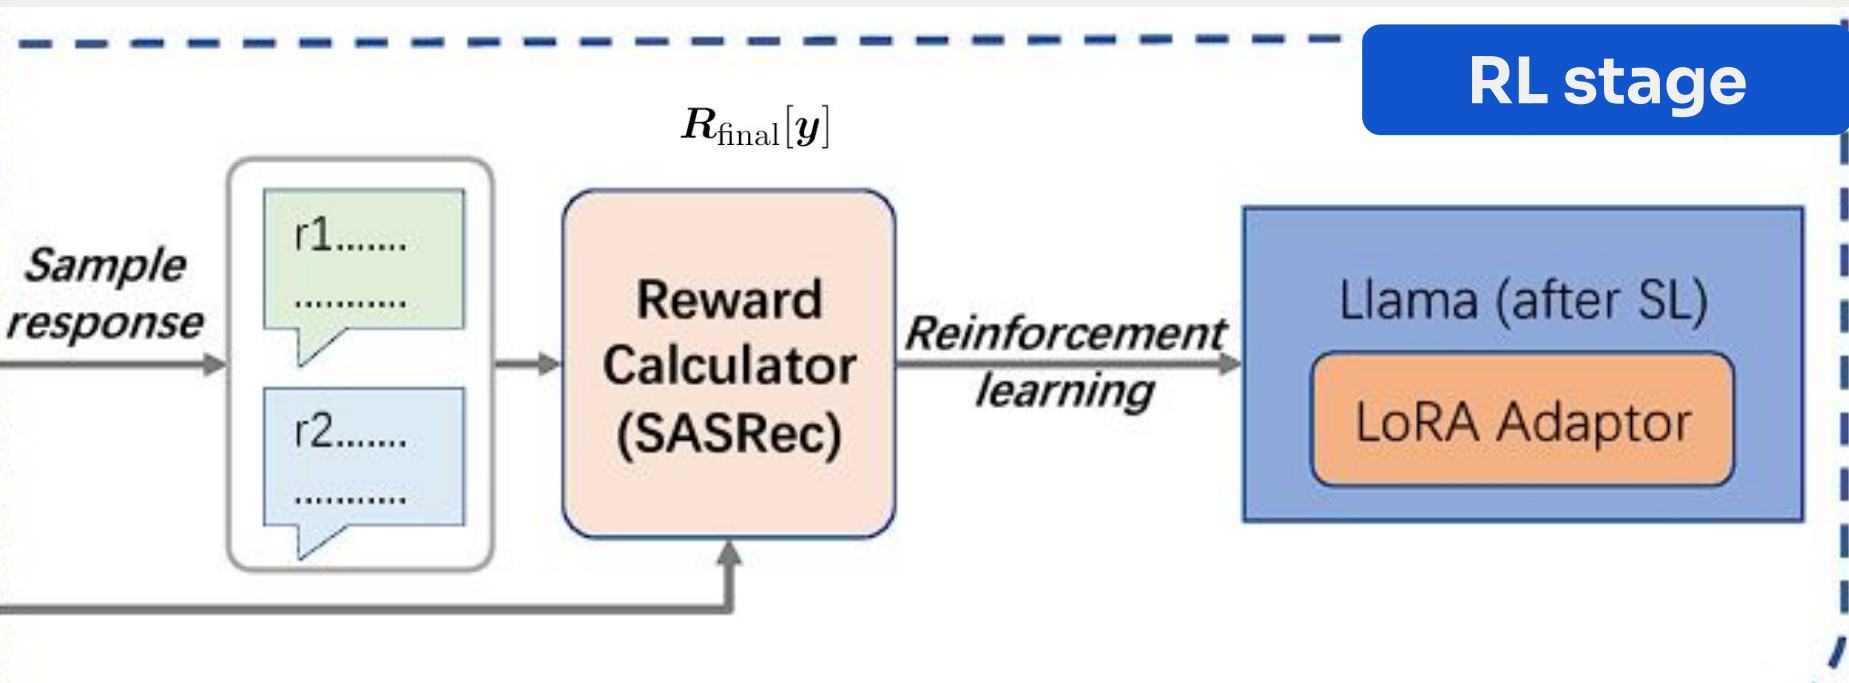 RL stage
R_final[y]
Sample
response
r1.......
...........
r2.......
...........
Reward
Calculator
(SASRec)
Reinforcement
learning
Llama (after SL)
LoRA Adaptor